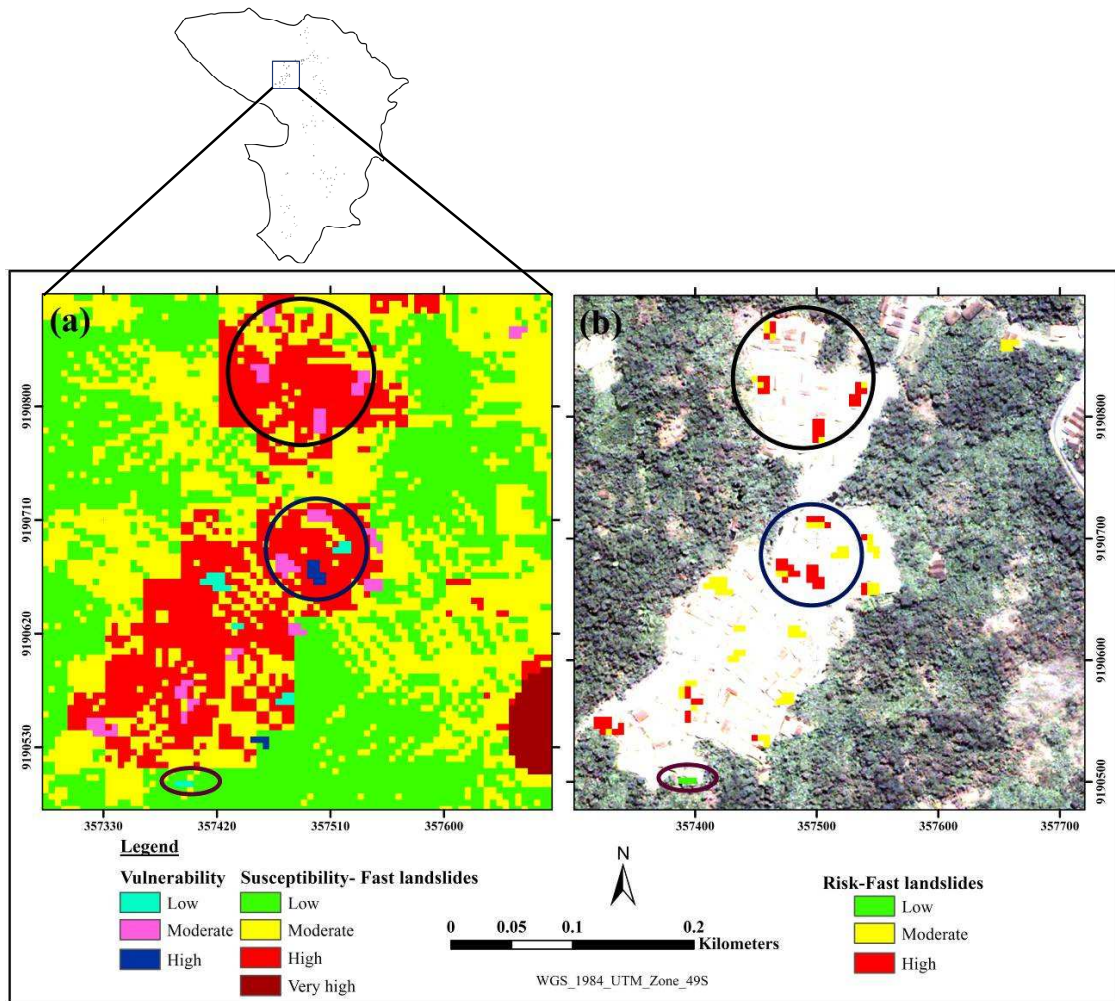 (a)
(b)
9190800
9190710
9190620
9190530
9190800
9190700
9190600
9190500
357330 357420 357510 357600
357400 357500 357600 357700
Legend
Vulnerability
Low
Moderate
High
Susceptibility- Fast landslides
Low
Moderate
High
Very high
N
0 0.05 0.1 0.2
Kilometers
WGS_1984_UTM_Zone_49S
Risk-Fast landslides
Low
Moderate
High